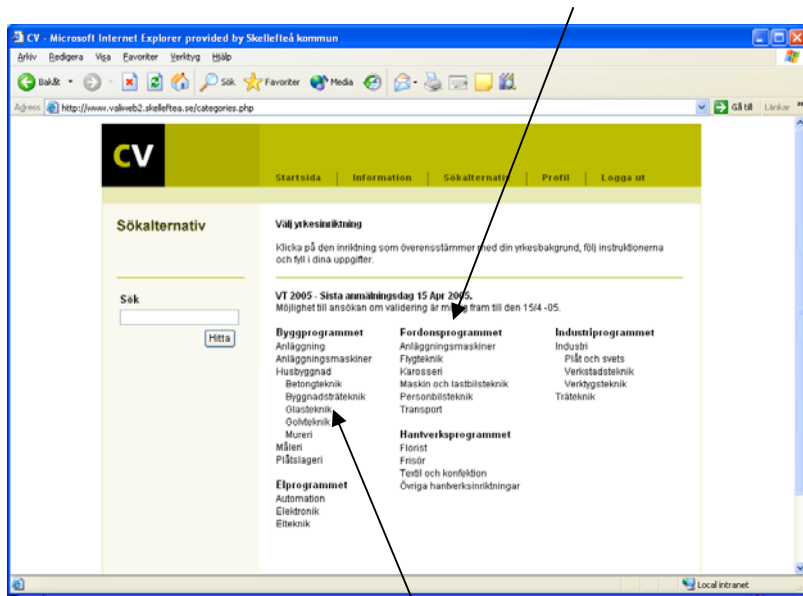 CV - Microsoft Internet Explorer provided by Skellefteå kommun
Arkiv Redigera Visa Favoriter Verktyg Hjälp
Bakåt Sök Favoriter Media
Adress http://www.valweb2.skelleftea.se/categories.php Gå till Länkar »
CV
Startsida | Information | Sökalternativ | Profil | Logga ut
Sökalternativ
Välj yrkesinriktning
Klicka på den inriktning som överensstämmer med din yrkesbakgrund, följ instruktionerna
och fyll i dina uppgifter.
Sök
Hitta
VT 2005 - Sista anmälningsdag 15 Apr 2005.
Möjlighet till ansökan om validering är möjlig fram till den 15/4 -05.
Byggprogrammet
Anläggning
Anläggningsmaskiner
Husbyggnad
Betongteknik
Byggnadsträteknik
Glasteknik
Golvteknik
Mureri
Måleri
Plåtslageri
Elprogrammet
Automation
Elektronik
Elteknik
Fordonsprogrammet
Anläggningsmaskiner
Flygteknik
Karosseri
Maskin och lastbilsteknik
Personbilsteknik
Transport
Hantverksprogrammet
Florist
Frisör
Textil och konfektion
Övriga hantverksinriktningar
Industriprogrammet
Industri
Plåt och svets
Verkstadsteknik
Verktygsteknik
Träteknik
Local intranet